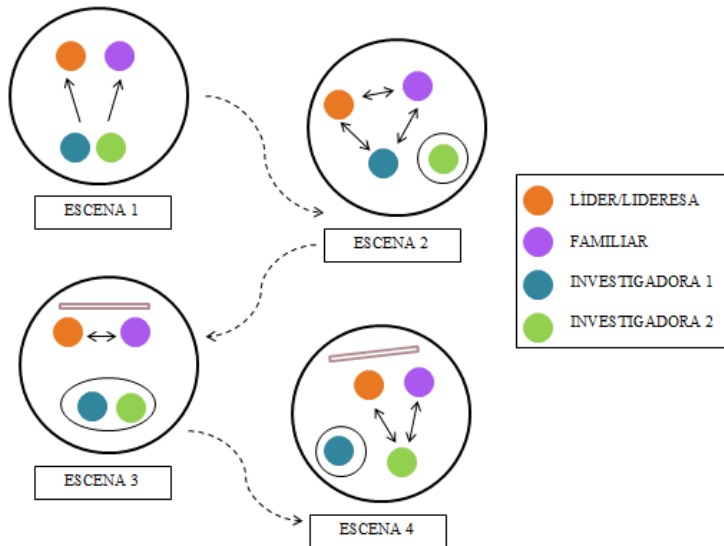 ESCENA 1
ESCENA 2
ESCENA 3
ESCENA 4
LÍDER/LIDERESA
FAMILIAR
INVESTIGADORA 1
INVESTIGADORA 2